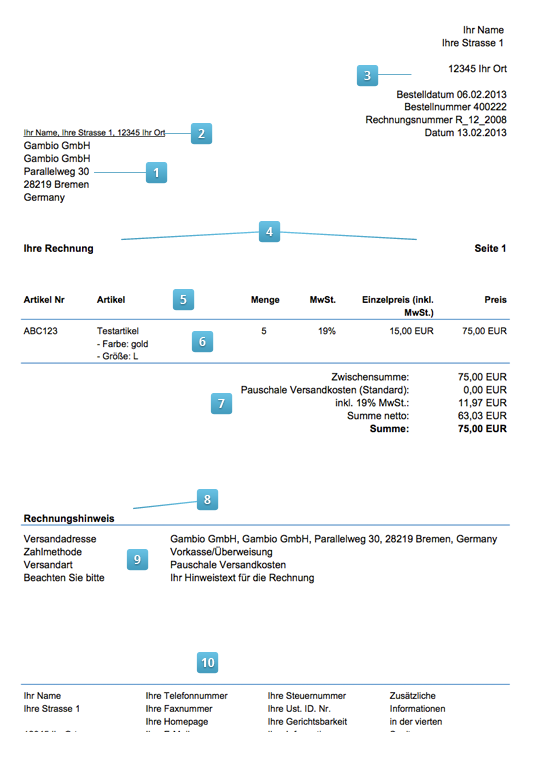 Ihr Name
Ihre Strasse 1
12345 Ihr Ort
3
Bestelldatum 06.02.2013
Bestellnummer 400222
Rechnungsnummer R_12_2008
Datum 13.02.2013
Ihr Name, Ihre Strasse 1, 12345 Ihr Ort
2
Gambio GmbH
Gambio GmbH
Parallelweg 30
1
28219 Bremen
Germany
4
Ihre Rechnung Seite 1
5
Artikel Nr Artikel Menge MwSt. Einzelpreis (inkl. MwSt.) Preis
ABC123 Testartikel 5 19% 15,00 EUR 75,00 EUR
- Farbe: gold
6
- Größe: L
Zwischensumme: 75,00 EUR
Pauschale Versandkosten (Standard): 0,00 EUR
7
inkl. 19% MwSt.: 11,97 EUR
Summe netto: 63,03 EUR
Summe: 75,00 EUR
8
Rechnungshinweis
Versandadresse Gambio GmbH, Gambio GmbH, Parallelweg 30, 28219 Bremen, Germany
Zahlmethode Vorkasse/Überweisung
9
Versandart Pauschale Versandkosten
Beachten Sie bitte Ihr Hinweistext für die Rechnung
10
Ihr Name Ihre Telefonnummer Ihre Steuernummer Zusätzliche
Ihre Strasse 1 Ihre Faxnummer Ihre Ust. ID. Nr. Informationen
Ihre Homepage Ihre Gerichtsbarkeit in der vierten